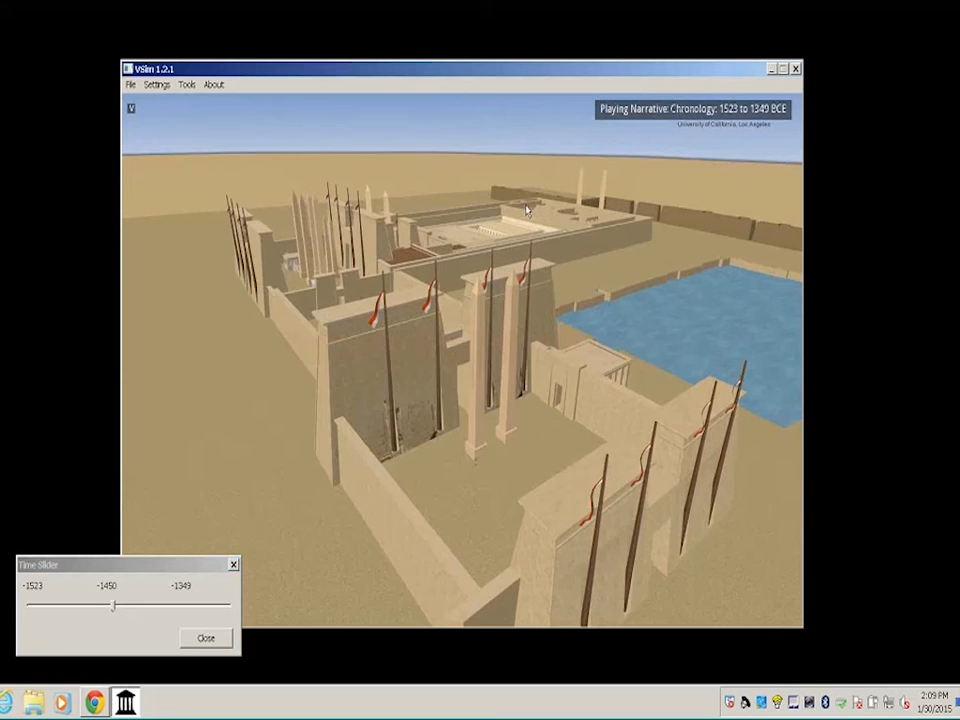 VSim 1.2.1
File Settings Tools About
V
Playing Narrative: Chronology: 1523 to 1349 BCE
University of California, Los Angeles
Time Slider
-1523 -1450 -1349
Close
2:09 PM
1/30/2015